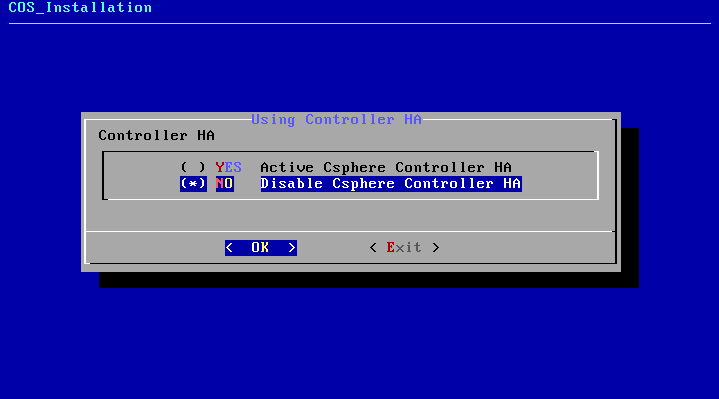 COS_Installation
Using Controller HA
Controller HA
( ) YES Active Csphere Controller HA
(*) NO Disable Csphere Controller HA
< OK > < Exit >